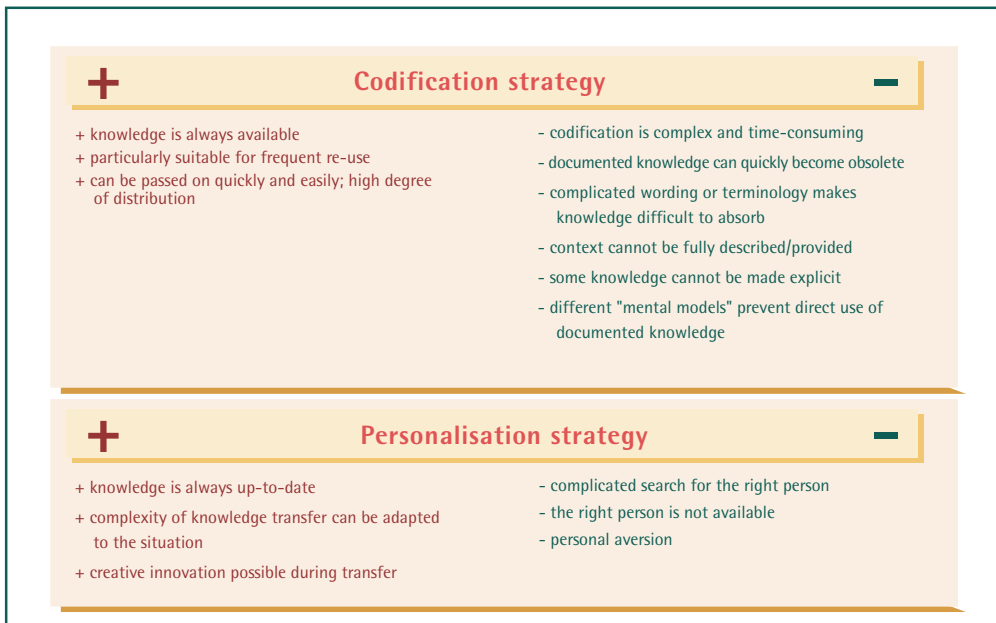 + Codification strategy -
+ knowledge is always available
+ particularly suitable for frequent re-use
+ can be passed on quickly and easily; high degree
of distribution
- codification is complex and time-consuming
- documented knowledge can quickly become obsolete
- complicated wording or terminology makes
knowledge difficult to absorb
- context cannot be fully described/provided
- some knowledge cannot be made explicit
- different "mental models" prevent direct use of
documented knowledge
+ Personalisation strategy -
+ knowledge is always up-to-date
+ complexity of knowledge transfer can be adapted
to the situation
+ creative innovation possible during transfer
- complicated search for the right person
- the right person is not available
- personal aversion